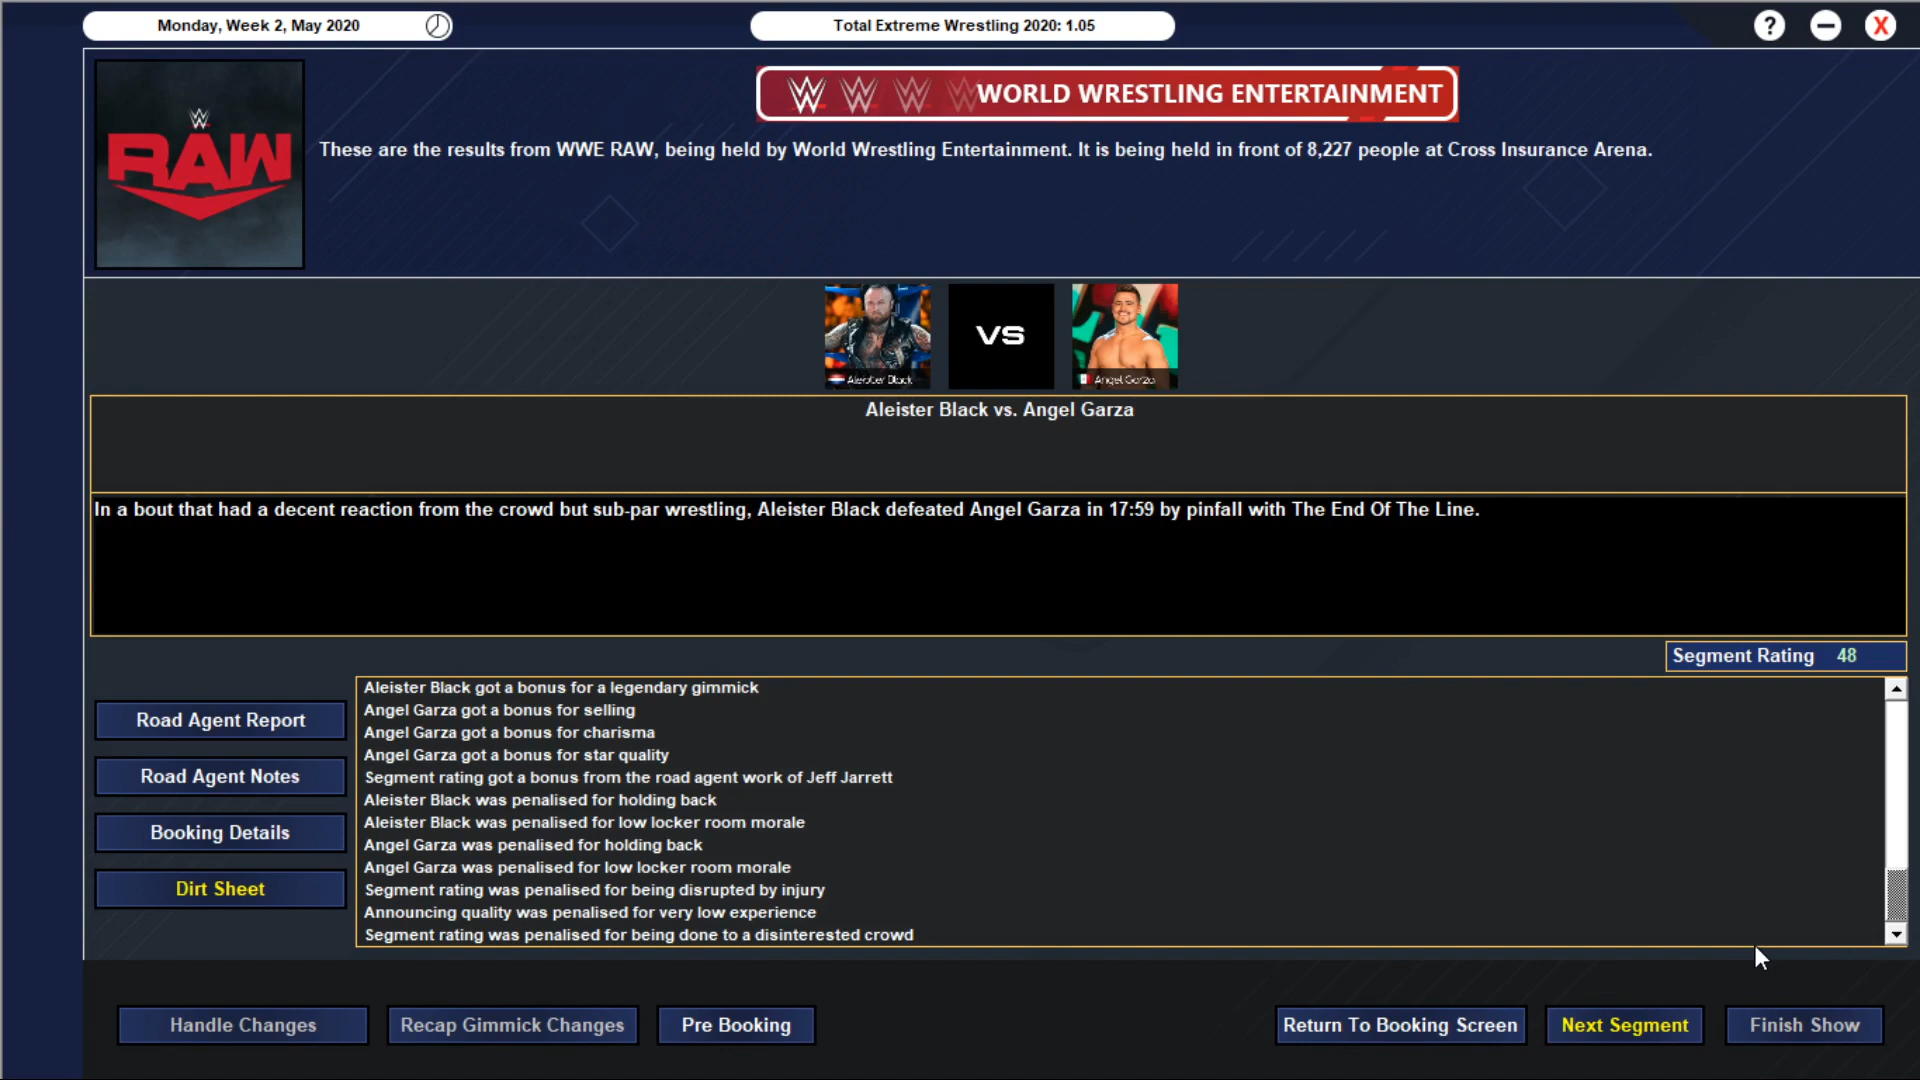 Monday, Week 2, May 2020
Total Extreme Wrestling 2020: 1.05
?
X
W
RAW
W W W W WORLD WRESTLING ENTERTAINMENT
These are the results from WWE RAW, being held by World Wrestling Entertainment. It is being held in front of 8,227 people at Cross Insurance Arena.
Aleister Black
VS
Angel Garza
Aleister Black vs. Angel Garza
In a bout that had a decent reaction from the crowd but sub-par wrestling, Aleister Black defeated Angel Garza in 17:59 by pinfall with The End Of The Line.
Segment Rating 48
Road Agent Report
Road Agent Notes
Booking Details
Dirt Sheet
Aleister Black got a bonus for a legendary gimmick
Angel Garza got a bonus for selling
Angel Garza got a bonus for charisma
Angel Garza got a bonus for star quality
Segment rating got a bonus from the road agent work of Jeff Jarrett
Aleister Black was penalised for holding back
Aleister Black was penalised for low locker room morale
Angel Garza was penalised for holding back
Angel Garza was penalised for low locker room morale
Segment rating was penalised for being disrupted by injury
Announcing quality was penalised for very low experience
Segment rating was penalised for being done to a disinterested crowd
Handle Changes
Recap Gimmick Changes
Pre Booking
Return To Booking Screen
Next Segment
Finish Show